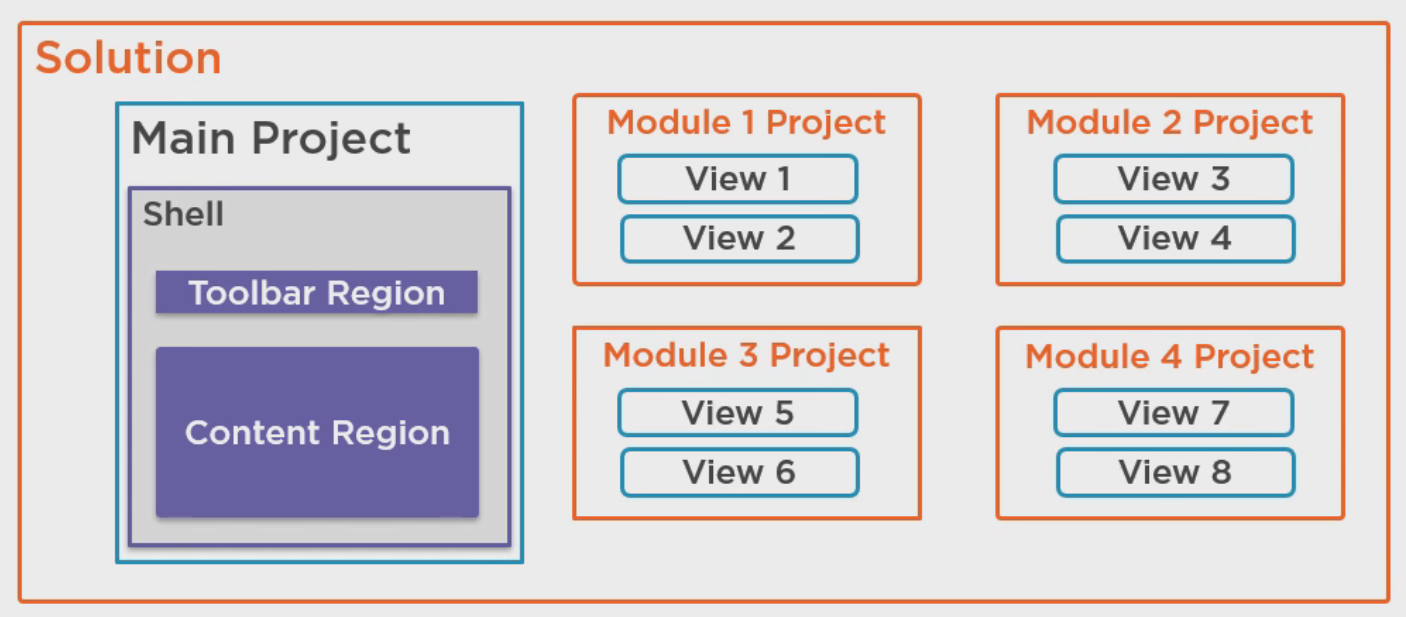 Solution
Main Project
Shell
Toolbar Region
Content Region
Module 1 Project
View 1
View 2
Module 2 Project
View 3
View 4
Module 3 Project
View 5
View 6
Module 4 Project
View 7
View 8